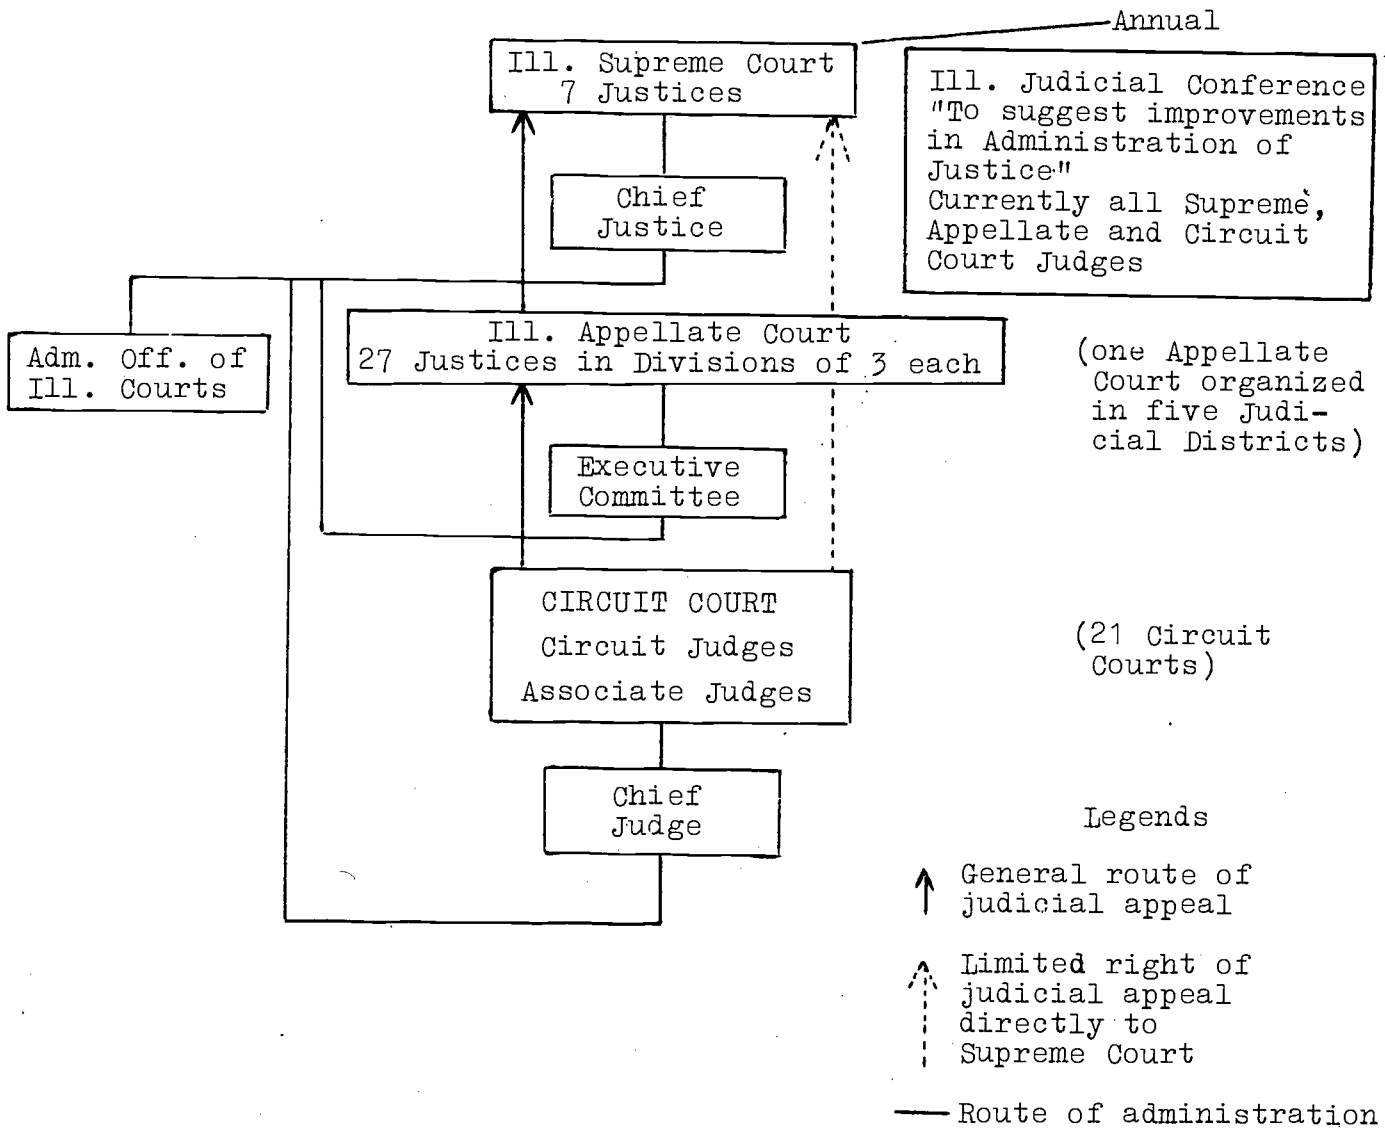 Annual
Ill. Supreme Court
7 Justices
Ill. Judicial Conference
"To suggest improvements
in Administration of
Justice"
Currently all Supreme,
Appellate and Circuit
Court Judges
Chief
Justice
Adm. Off. of
Ill. Courts
Ill. Appellate Court
27 Justices in Divisions of 3 each
(one Appellate
Court organized
in five Judi-
cial Districts)
Executive
Committee
CIRCUIT COURT
Circuit Judges
Associate Judges
(21 Circuit
Courts)
Chief
Judge
Legends
General route of
judicial appeal
Limited right of
judicial appeal
directly to
Supreme Court
Route of administration